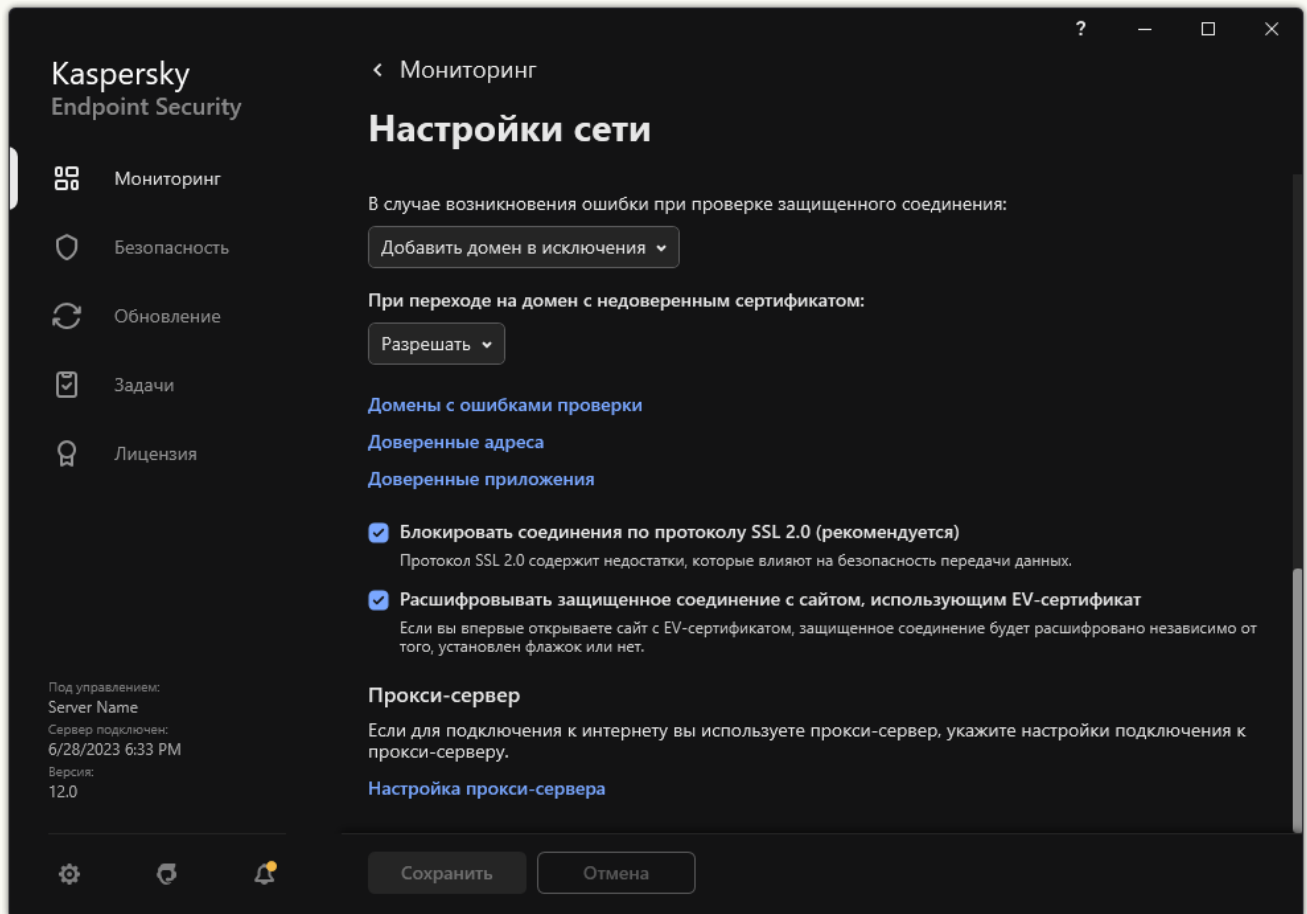 ?
Kaspersky
Endpoint Security
Мониторинг
Безопасность
Обновление
Задачи
Лицензия
Под управлением:
Server Name
Сервер подключен:
6/28/2023 6:33 PM
Версия:
12.0
Мониторинг
Настройки сети
В случае возникновения ошибки при проверке защищенного соединения:
Добавить домен в исключения
При переходе на домен с недоверенным сертификатом:
Разрешать
Домены с ошибками проверки
Доверенные адреса
Доверенные приложения
Блокировать соединения по протоколу SSL 2.0 (рекомендуется)
Протокол SSL 2.0 содержит недостатки, которые влияют на безопасность передачи данных.
Расшифровывать защищенное соединение с сайтом, использующим EV-сертификат
Если вы впервые открываете сайт с EV-сертификатом, защищенное соединение будет расшифровано независимо от
того, установлен флажок или нет.
Прокси-сервер
Если для подключения к интернету вы используете прокси-сервер, укажите настройки подключения к
прокси-серверу.
Настройка прокси-сервера
Сохранить
Отмена